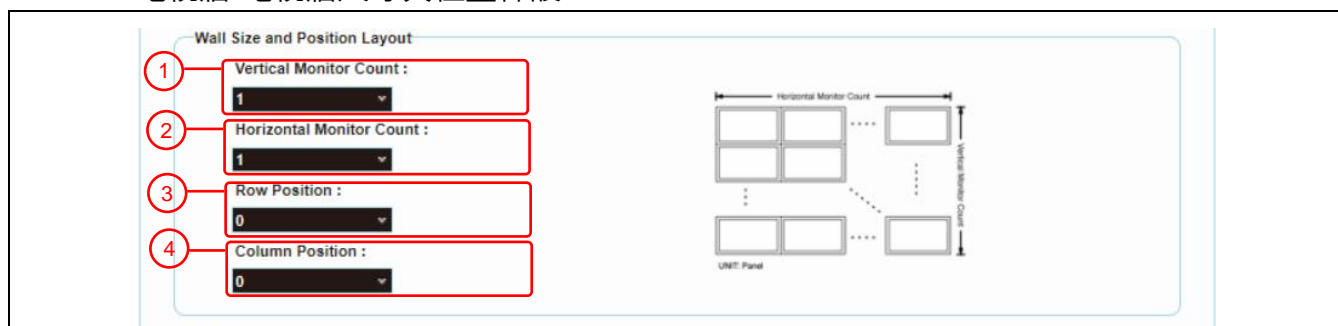 Wall Size and Position Layout
1
Vertical Monitor Count :
1
2
Horizontal Monitor Count :
1
3
Row Position :
0
4
Column Position :
0
Horizontal Monitor Count
Vertical Monitor Count
UNIT: Panel